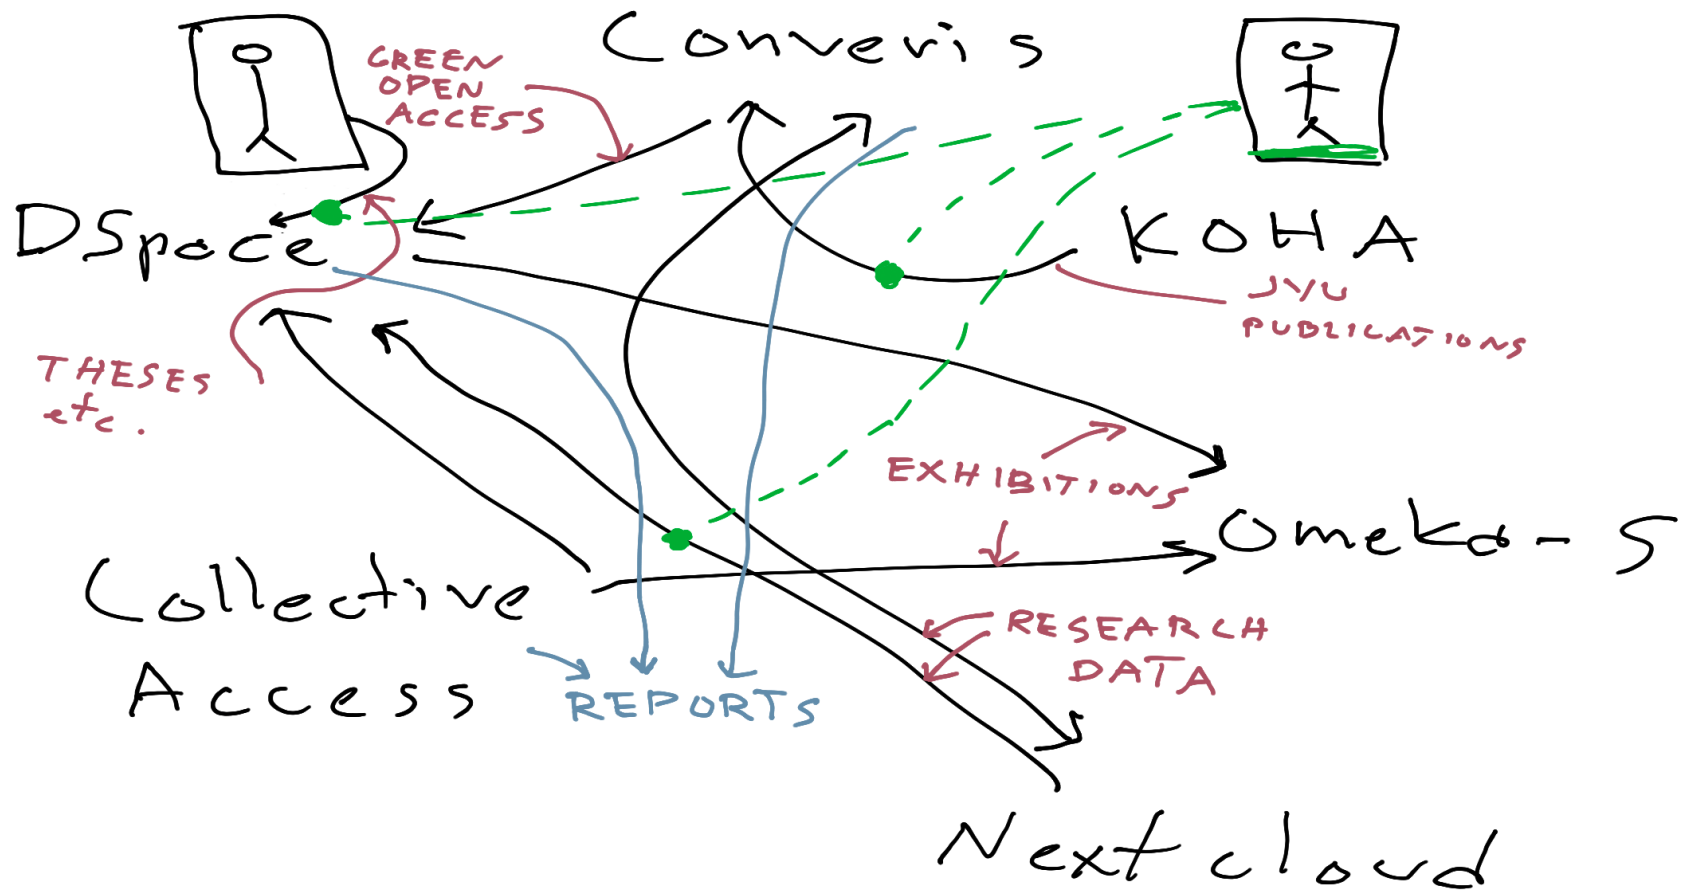 Converis
GREEN
OPEN
ACCESS
DSpace
KOHA
JYU
PUBLICATIONS
THESES
etc.
EXHIBITIONS
Omeka-S
Collective
Access
RESEARCH
DATA
REPORTS
Nextcloud